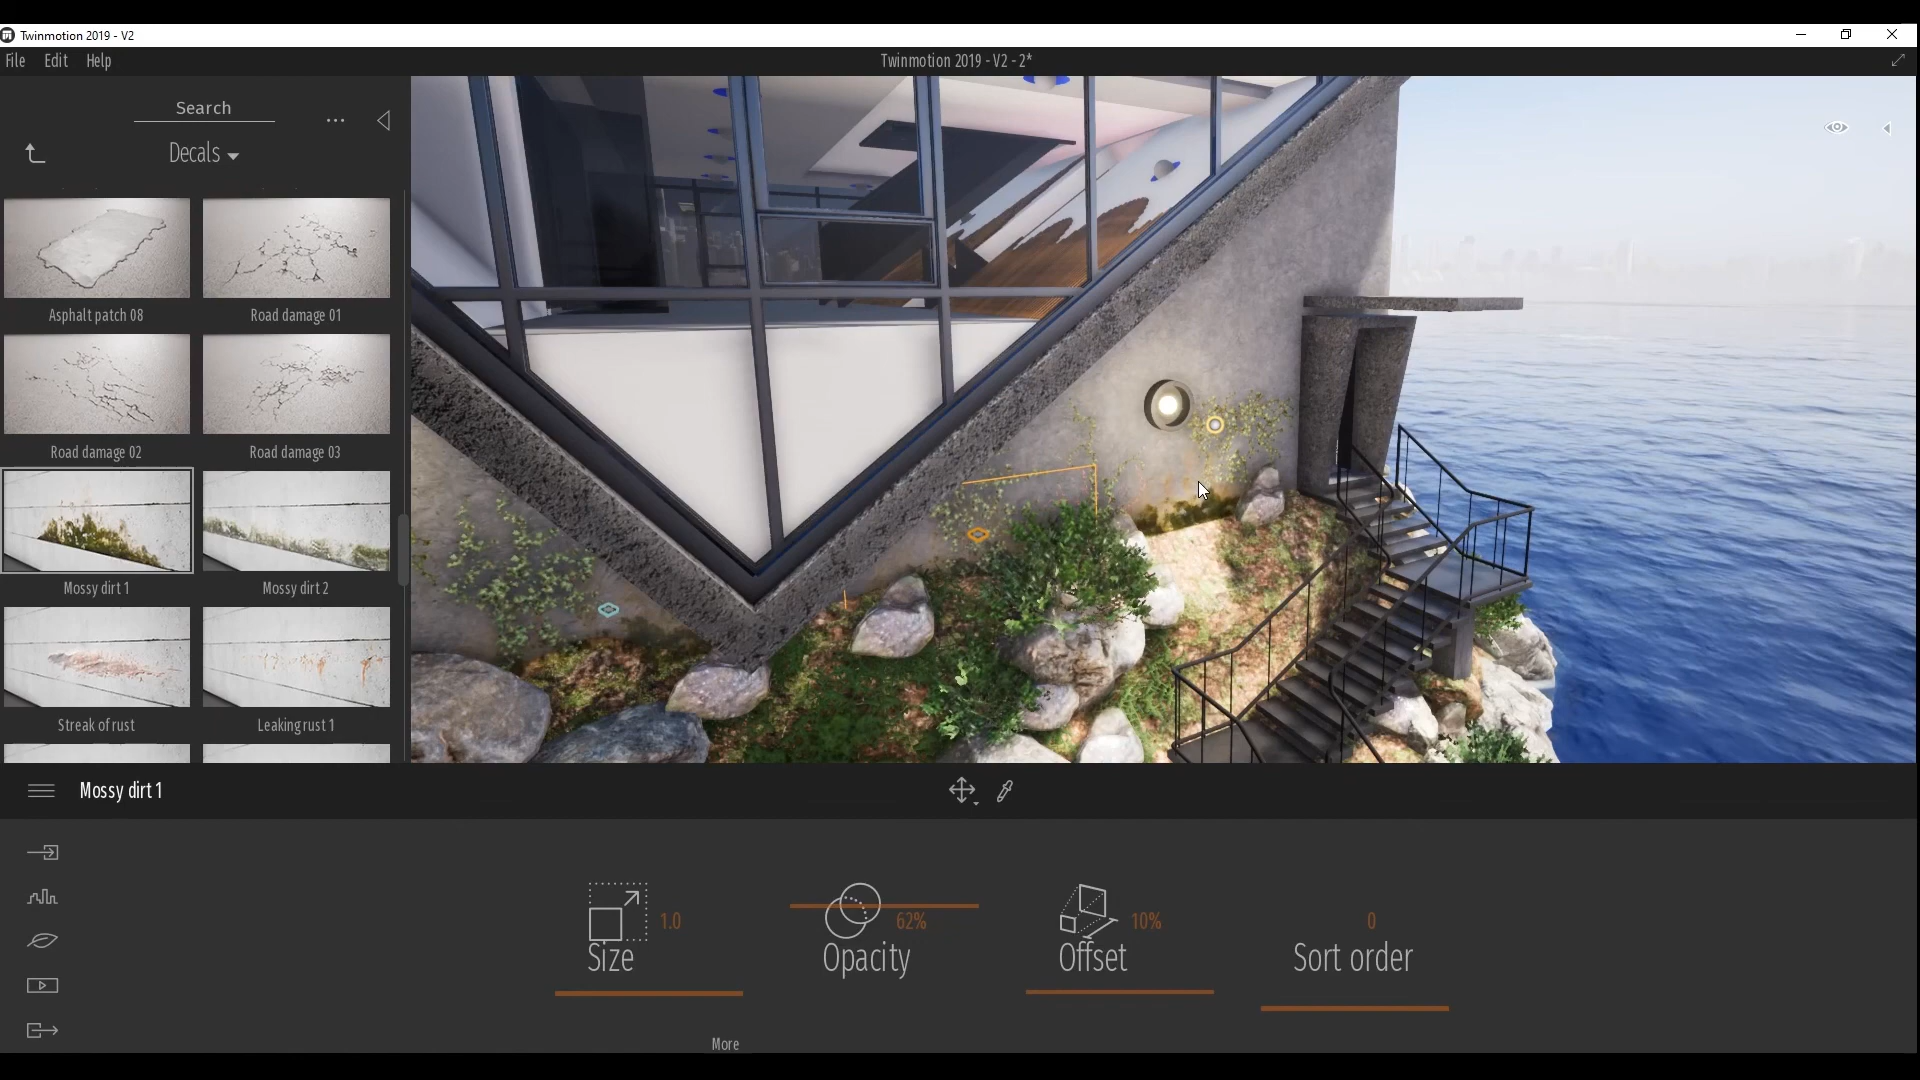 Twinmotion 2019 - V2
File Edit Help
Twinmotion 2019 - V2 - 2*
Search
...
Decals
Asphalt patch 08
Road damage 01
Road damage 02
Road damage 03
Mossy dirt 1
Mossy dirt 2
Streak of rust
Leaking rust 1
Mossy dirt 1
1.0
Size
62%
Opacity
10%
Offset
0
Sort order
More